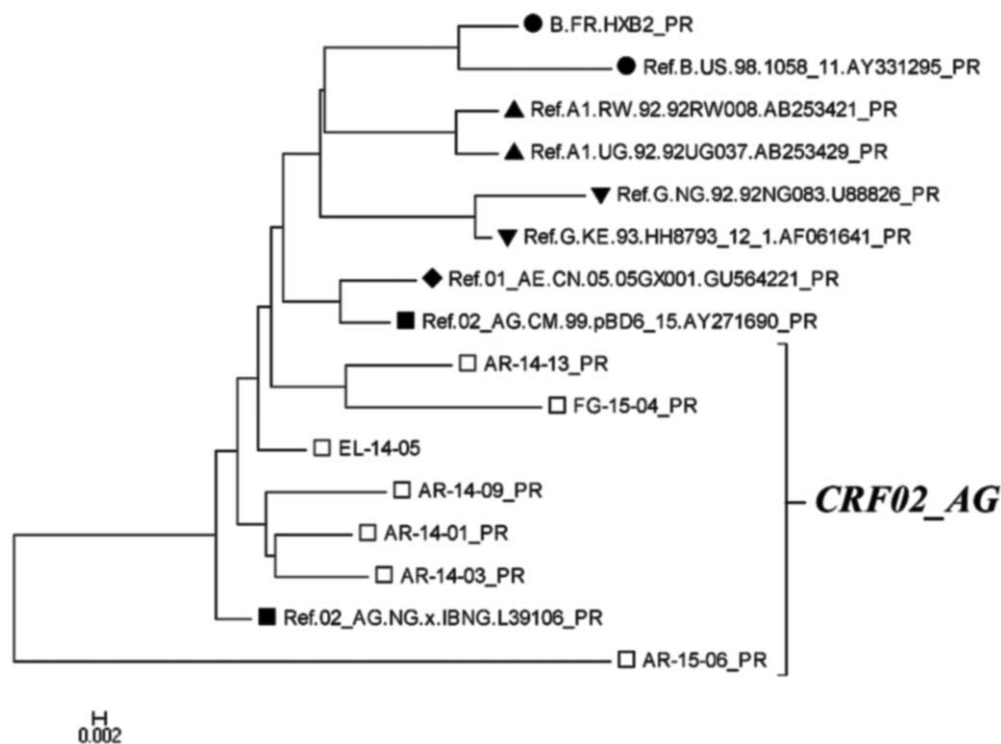 B.FR.HXB2_PR
Ref.B.US.98.1058_11.AY331295_PR
Ref.A1.RW.92.92RW008.AB253421_PR
Ref.A1.UG.92.92UG037.AB253429_PR
Ref.G.NG.92.92NG083.U88826_PR
Ref.G.KE.93.HH8793_12_1.AF061641_PR
Ref.01_AE.CN.05.05GX001.GU564221_PR
Ref.02_AG.CM.99.pBD6_15.AY271690_PR
AR-14-13_PR
FG-15-04_PR
EL-14-05
AR-14-09_PR
CRF02_AG
AR-14-01_PR
AR-14-03_PR
Ref.02_AG.NG.x.IBNG.L39106_PR
AR-15-06_PR
0.002